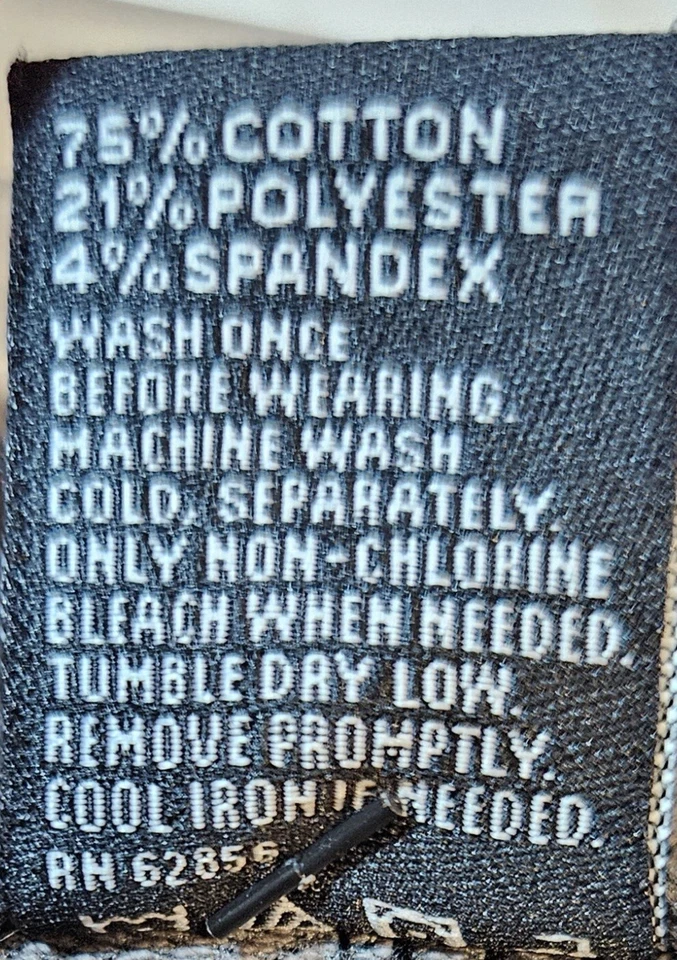 75% COTTON
21% POLYESTER
4% SPANDEX
WASH ONCE
BEFORE WEARING.
MACHINE WASH
COLD, SEPARATELY.
ONLY NON-CHLORINE
BLEACH WHEN NEEDED.
TUMBLE DRY LOW.
REMOVE PROMPTLY.
COOL IRON IF NEEDED.
RN 62856